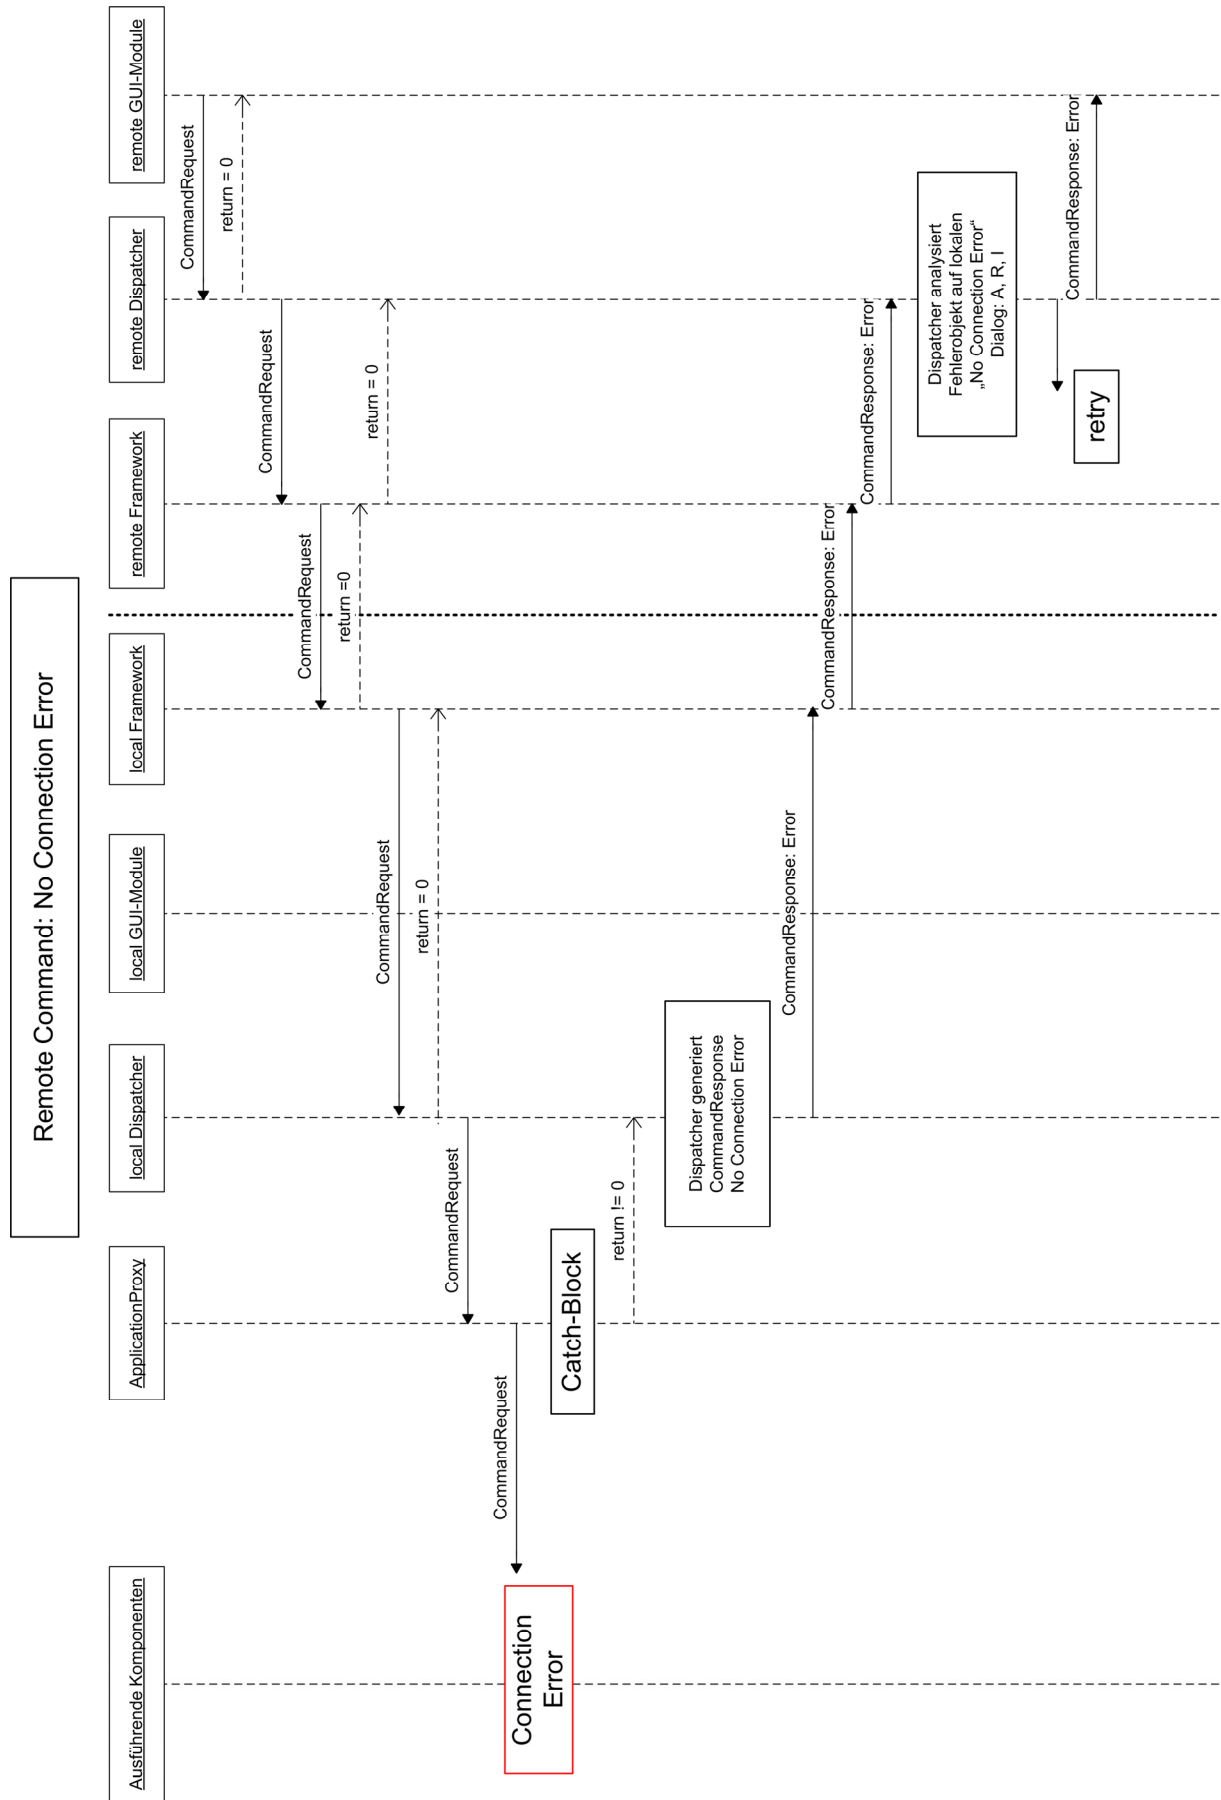 Remote Command: No Connection Error
Ausführende Komponenten
ApplicationProxy
local Dispatcher
local GUI-Module
local Framework
remote Framework
remote Dispatcher
remote GUI-Module
CommandRequest
return = 0
CommandRequest
CommandRequest
return =0
return = 0
CommandRequest
return = 0
CommandRequest
CommandRequest
Connection
Error
Catch-Block
return != 0
Dispatcher generiert
CommandResponse
No Connection Error
CommandResponse: Error
CommandResponse: Error
CommandResponse: Error
Dispatcher analysiert
Fehlerobjekt auf lokalen
„No Connection Error“
Dialog: A, R, I
CommandResponse: Error
retry